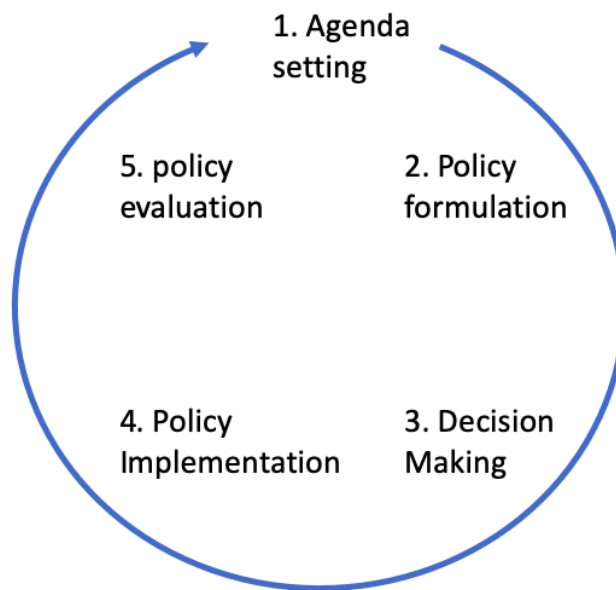 1. Agenda
setting
2. Policy
formulation
3. Decision
Making
4. Policy
Implementation
5. policy
evaluation